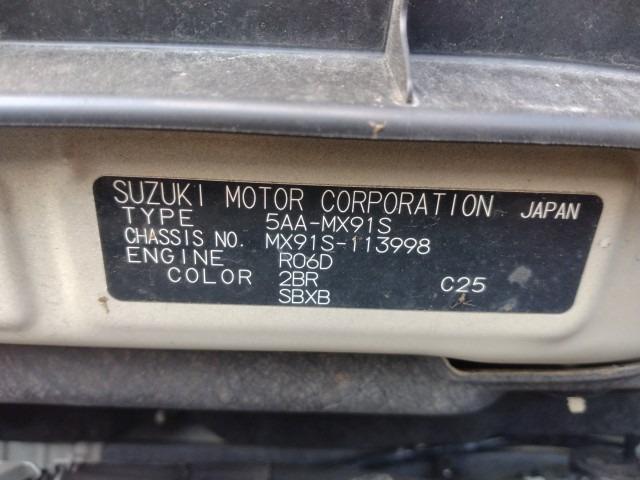 SUZUKI MOTOR CORPORATION JAPAN
TYPE 5AA-MX91S
CHASSIS NO. MX91S-113998
ENGINE R06D
COLOR 2BR C25
SBXB